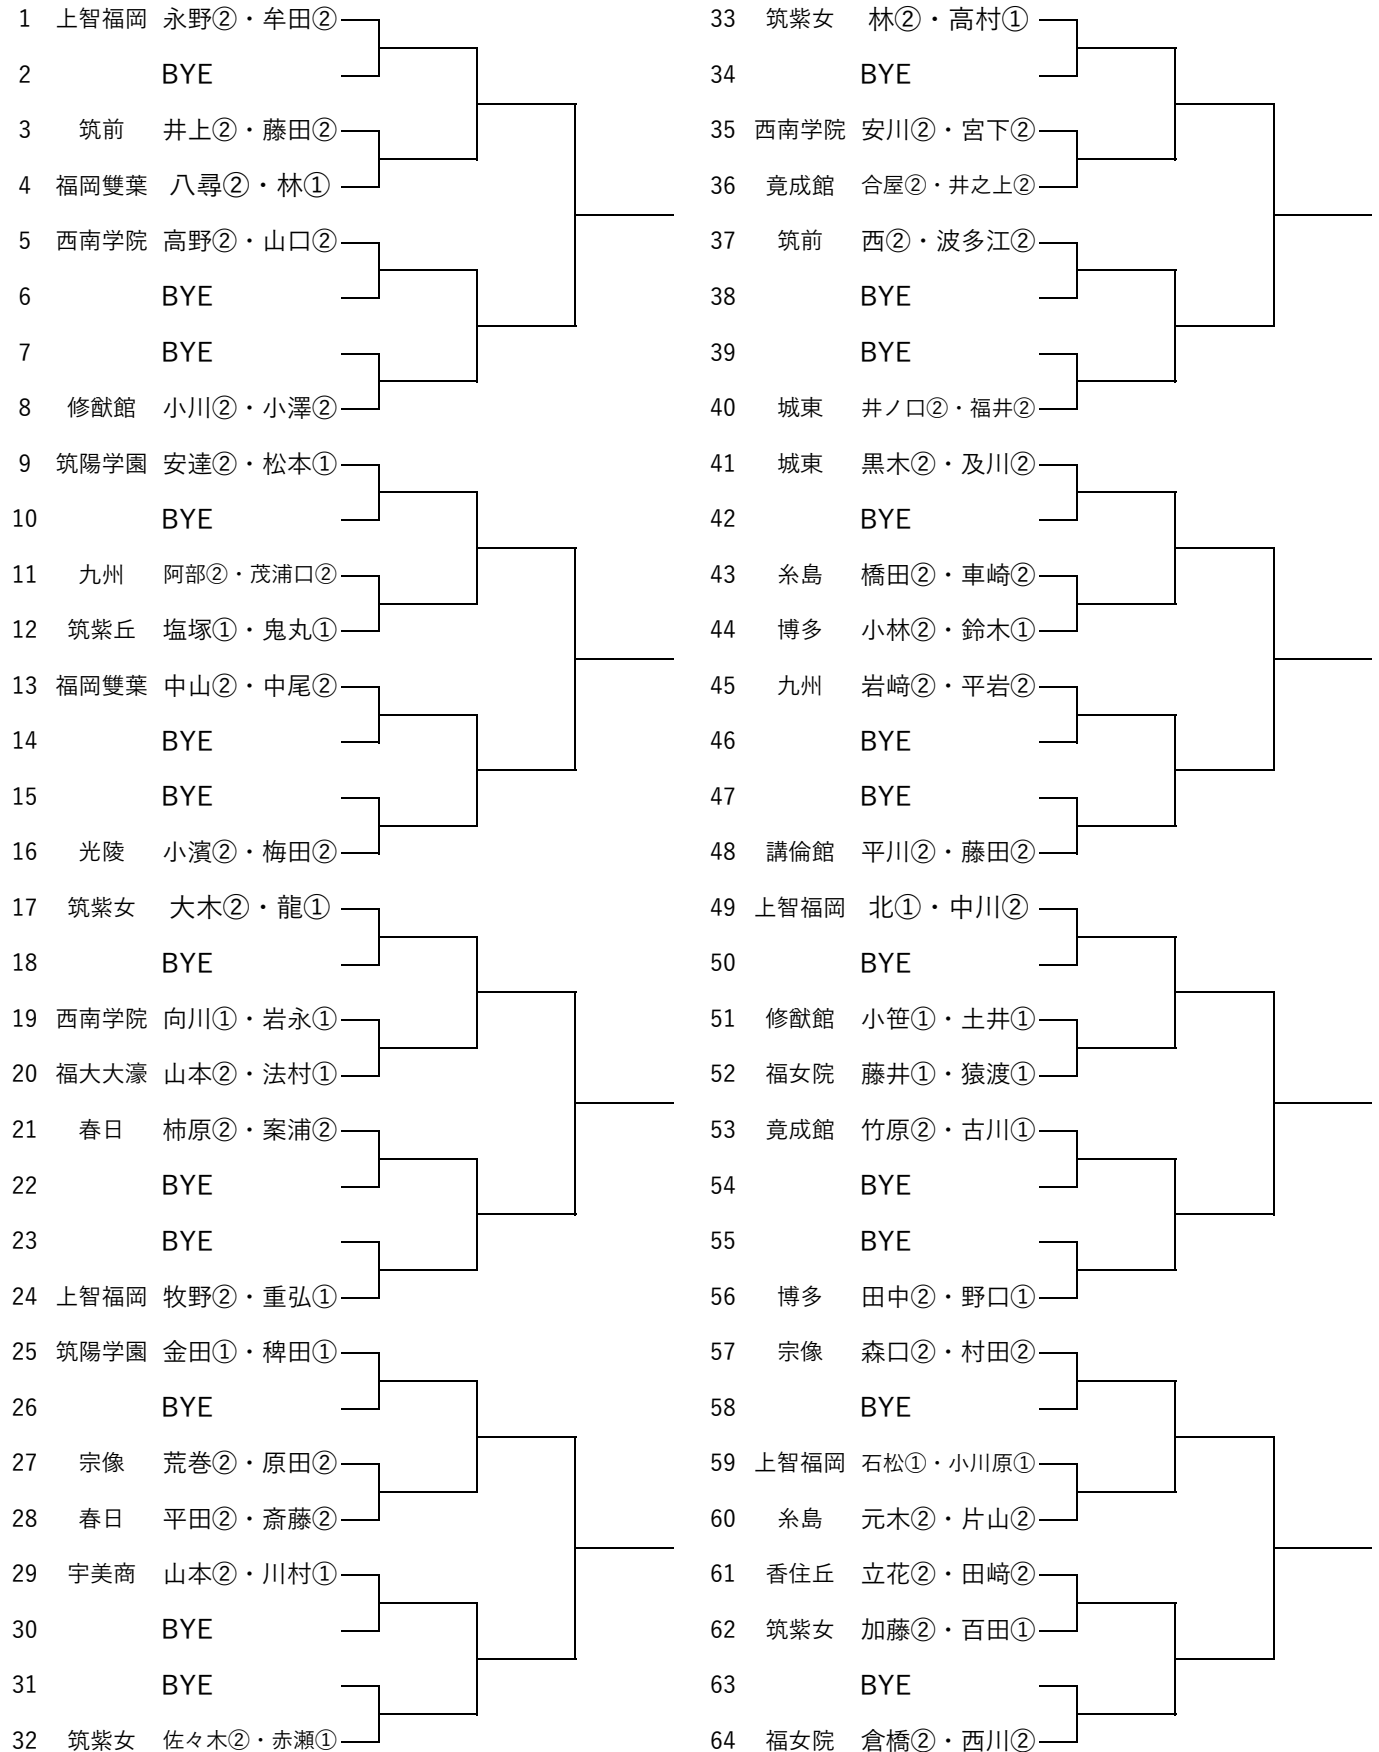 1 上智福岡 永野②・牟田②
2 BYE
3 筑前 井上②・藤田②
4 福岡雙葉 八尋②・林①
5 西南学院 高野②・山口②
6 BYE
7 BYE
8 修猷館 小川②・小澤②
9 筑陽学園 安達②・松本①
10 BYE
11 九州 阿部②・茂浦口②
12 筑紫丘 塩塚①・鬼丸①
13 福岡雙葉 中山②・中尾②
14 BYE
15 BYE
16 光陵 小濱②・梅田②
17 筑紫女 大木②・龍①
18 BYE
19 西南学院 向川①・岩永①
20 福大大濠 山本②・法村①
21 春日 柿原②・案浦②
22 BYE
23 BYE
24 上智福岡 牧野②・重弘①
25 筑陽学園 金田①・稗田①
26 BYE
27 宗像 荒巻②・原田②
28 春日 平田②・斎藤②
29 宇美商 山本②・川村①
30 BYE
31 BYE
32 筑紫女 佐々木②・赤瀬①
33 筑紫女 林②・高村①
34 BYE
35 西南学院 安川②・宮下②
36 竟成館 合屋②・井之上②
37 筑前 西②・波多江②
38 BYE
39 BYE
40 城東 井ノ口②・福井②
41 城東 黒木②・及川②
42 BYE
43 糸島 橋田②・車崎②
44 博多 小林②・鈴木①
45 九州 岩﨑②・平岩②
46 BYE
47 BYE
48 講倫館 平川②・藤田②
49 上智福岡 北①・中川②
50 BYE
51 修猷館 小笹①・土井①
52 福女院 藤井①・猿渡①
53 竟成館 竹原②・古川①
54 BYE
55 BYE
56 博多 田中②・野口①
57 宗像 森口②・村田②
58 BYE
59 上智福岡 石松①・小川原①
60 糸島 元木②・片山②
61 香住丘 立花②・田﨑②
62 筑紫女 加藤②・百田①
63 BYE
64 福女院 倉橋②・西川②